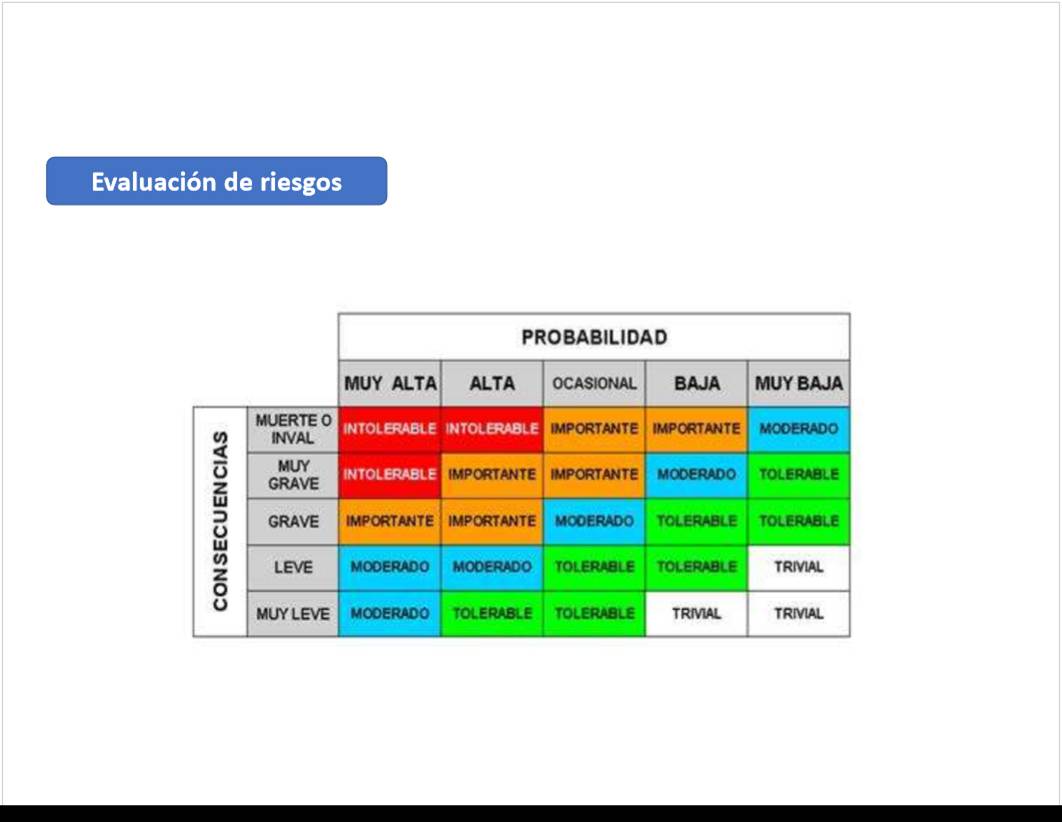 Evaluación de riesgos
PROBABILIDAD
MUY ALTA ALTA OCASIONAL BAJA MUY BAJA
CONSECUENCIAS
MUERTE O
INVAL
INTOLERABLE INTOLERABLE IMPORTANTE IMPORTANTE MODERADO
MUY
GRAVE
INTOLERABLE IMPORTANTE IMPORTANTE MODERADO TOLERABLE
GRAVE IMPORTANTE IMPORTANTE MODERADO TOLERABLE TOLERABLE
LEVE MODERADO MODERADO TOLERABLE TOLERABLE TRIVIAL
MUY LEVE MODERADO TOLERABLE TOLERABLE TRIVIAL TRIVIAL